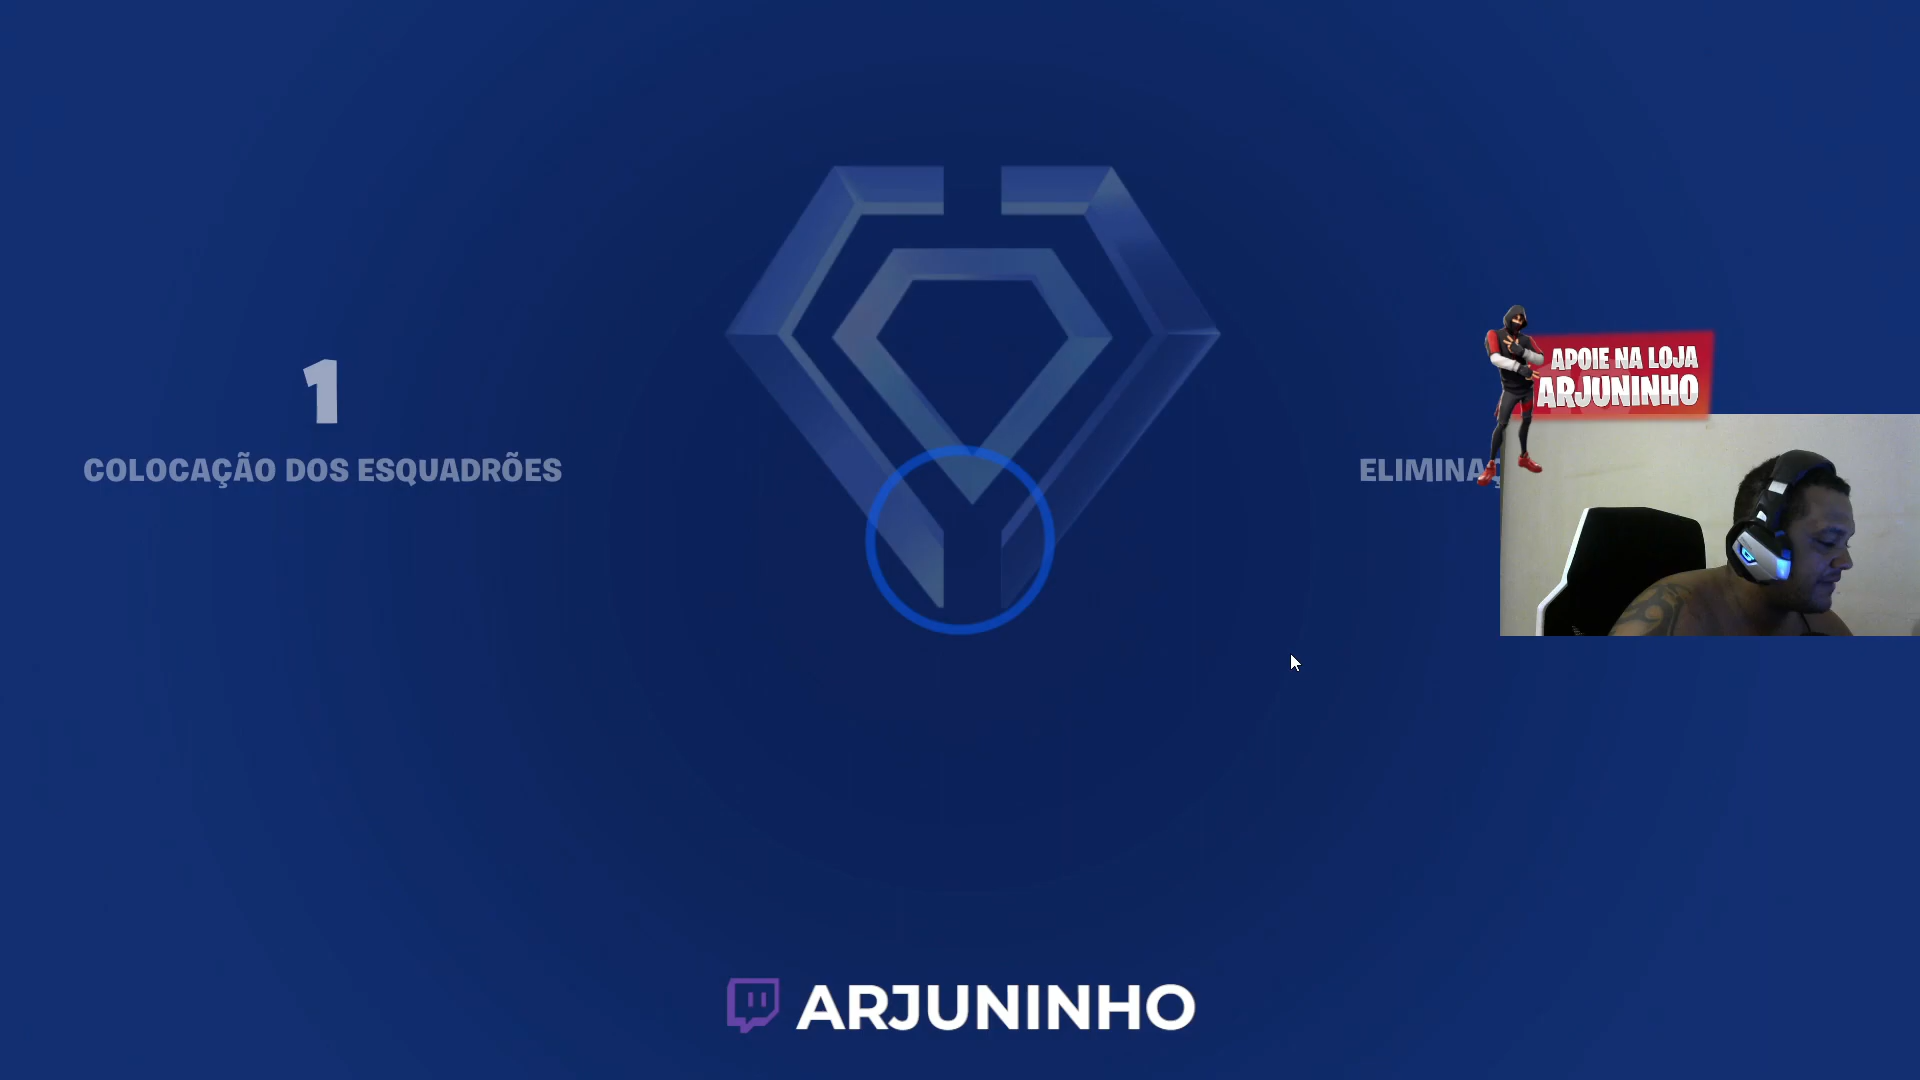 1
COLOCAÇÃO DOS ESQUADRÕES
APOIE NA LOJA
ARJUNINHO
ARJUNINHO